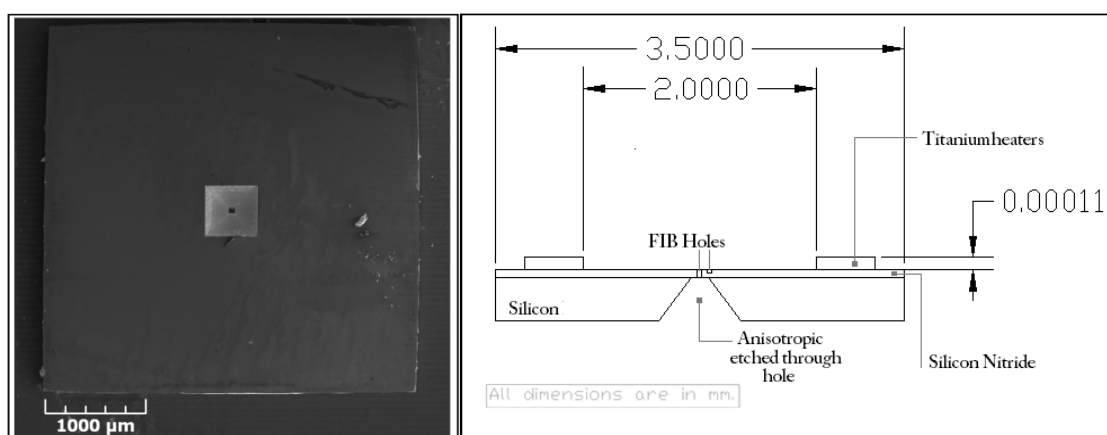 1000 µm
3.5000
2.0000
Titaniumheaters
0.00011
FIB Holes
Silicon
Anisotropic
etched through
hole
Silicon Nitride
All dimensions are in mm.